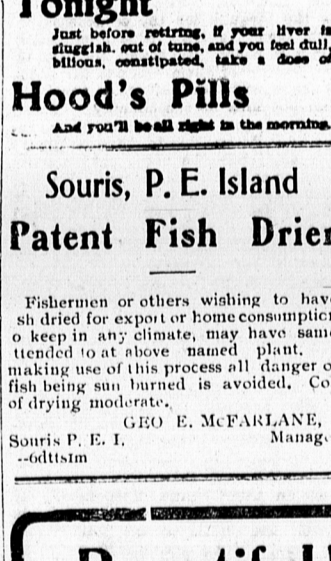 Tonight
Just before retiring, if your liver is
sluggish, out of tune, and you feel dull,
bilious, constipated, take a dose of
Hood's Pills
And you'll be all right in the morning.
Souris, P. E. Island
Patent Fish Drier
Fishermen or others wishing to hav
sh dried for export or home consumptio
o keep in any climate, may have same
ttended to at above named plant.
making use of this process all danger o
fish being sun burned is avoided. Co
of drying moderate.
GEO E. McFARLANE,
Souris P. E. I. Manage
--6dttsim